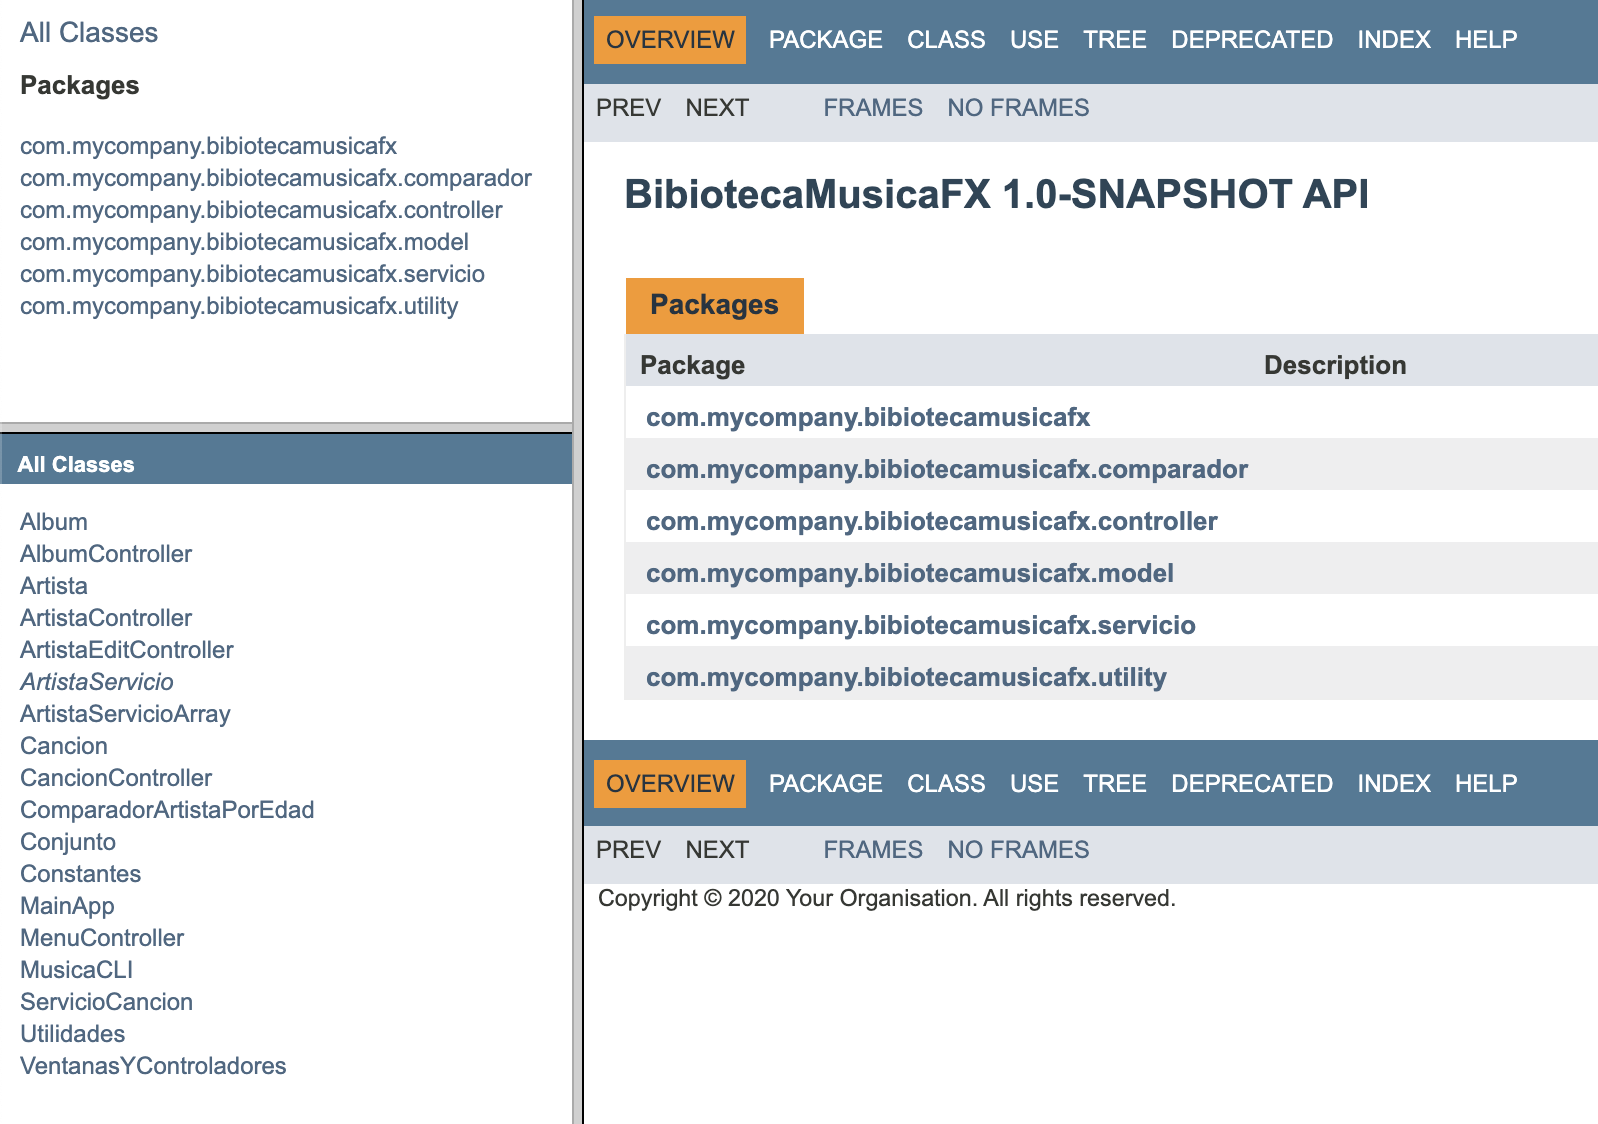 All Classes
Packages
com.mycompany.bibiotecamusicafx
com.mycompany.bibiotecamusicafx.comparador
com.mycompany.bibiotecamusicafx.controller
com.mycompany.bibiotecamusicafx.model
com.mycompany.bibiotecamusicafx.servicio
com.mycompany.bibiotecamusicafx.utility
All Classes
Album
AlbumController
Artista
ArtistaController
ArtistaEditController
ArtistaServicio
ArtistaServicioArray
Cancion
CancionController
ComparadorArtistaPorEdad
Conjunto
Constantes
MainApp
MenuController
MusicaCLI
ServicioCancion
Utilidades
VentanasYControladores
OVERVIEW PACKAGE CLASS USE TREE DEPRECATED INDEX HELP
PREV NEXT FRAMES NO FRAMES
BibiotecaMusicaFX 1.0-SNAPSHOT API
Packages
Package Description
com.mycompany.bibiotecamusicafx
com.mycompany.bibiotecamusicafx.comparador
com.mycompany.bibiotecamusicafx.controller
com.mycompany.bibiotecamusicafx.model
com.mycompany.bibiotecamusicafx.servicio
com.mycompany.bibiotecamusicafx.utility
OVERVIEW PACKAGE CLASS USE TREE DEPRECATED INDEX HELP
PREV NEXT FRAMES NO FRAMES
Copyright © 2020 Your Organisation. All rights reserved.